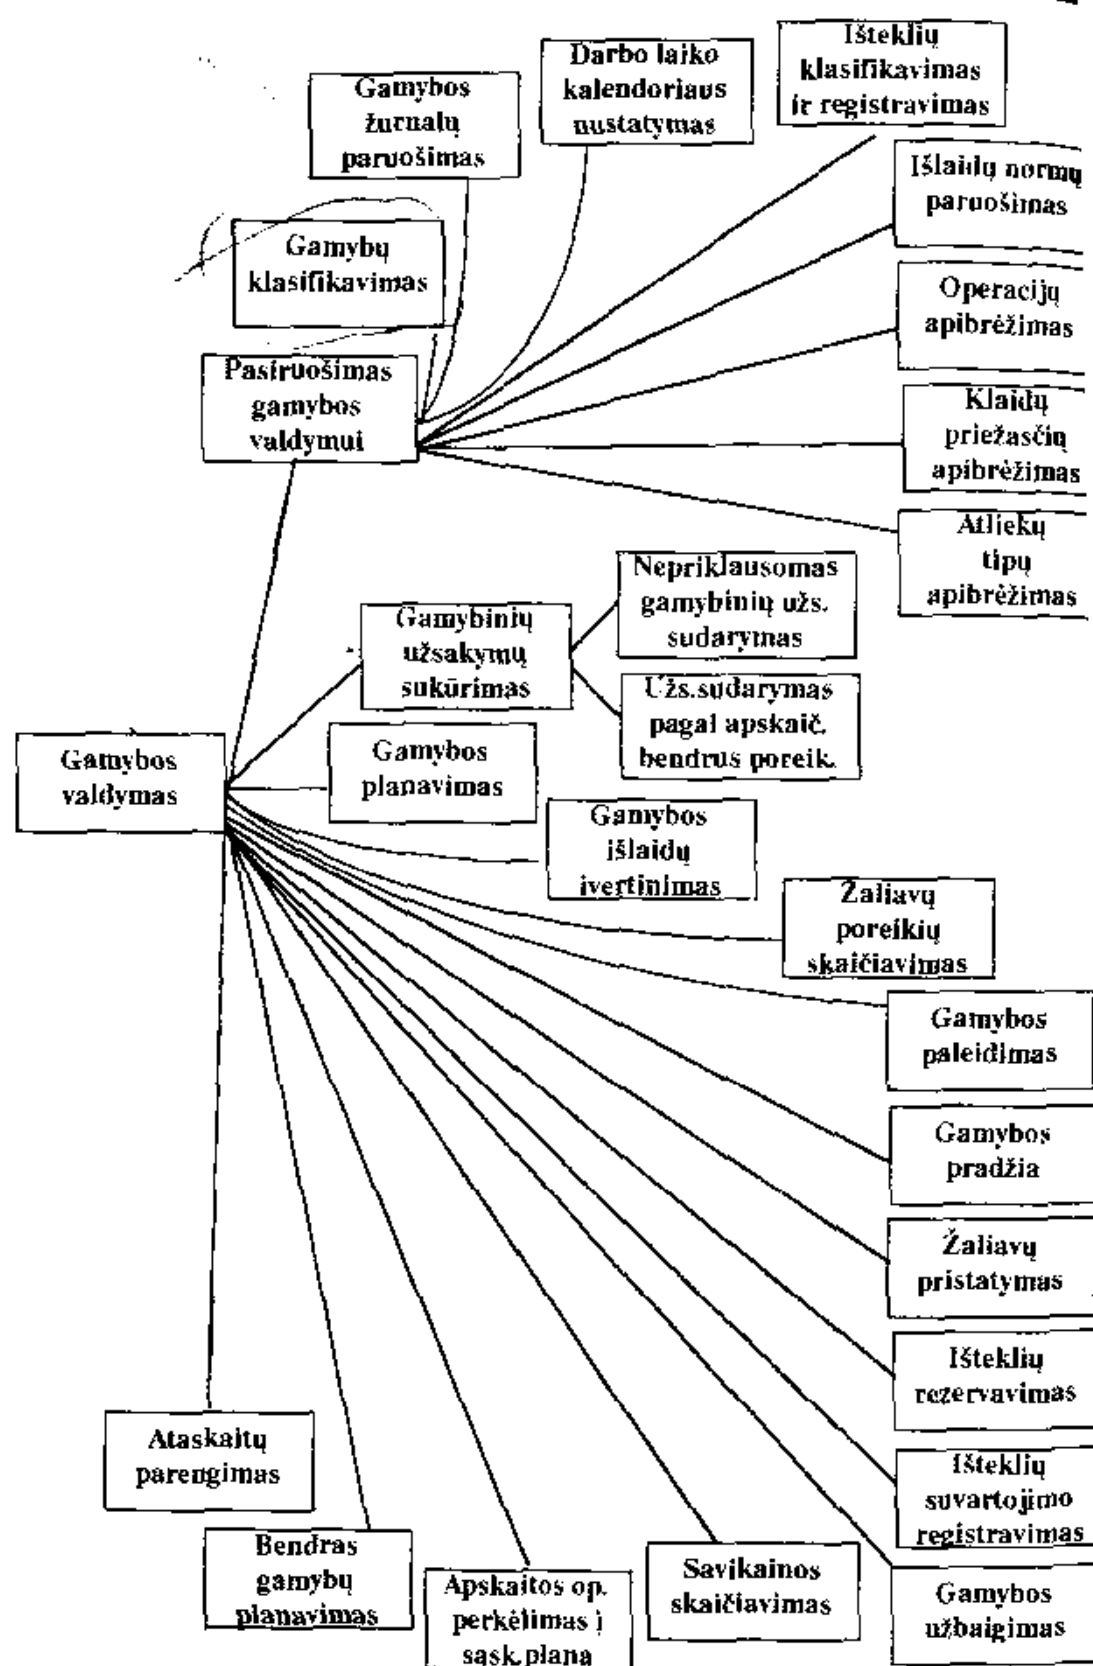 Gamybos
žurnalų
paruošimas
Darbo laiko
kalendoriaus
nustatymas
Išteklių
klasifikavimas
ir registravimas
Išlaidų normų
paruošimas
Gamybų
klasifikavimas
Operacijų
apibrėžimas
Pasiruošimas
gamybos
valdymui
Klaidų
priežasčių
apibrėžimas
Atliekų
tipų
apibrėžimas
Nepriklausomas
gamybinių užs.
sudarymas
Gamybinių
užsakymų
sukūrimas
Užs.sudarymas
pagal apskaič.
bendrus poreik.
Gamybos
valdymas
Gamybos
planavimas
Gamybos
išlaidų
ivertinimas
Žaliavų
poreikių
skaičiavimas
Gamybos
paleidimas
Gamybos
pradžia
Žaliavų
pristatymas
Išteklių
rezervavimas
Ataskaitų
parengimas
Išteklių
suvartojimo
registravimas
Bendras
gamybų
planavimas
Apskaitos op.
perkėlimas į
sąsk.planą
Savikainos
skaičiavimas
Gamybos
užbaigimas